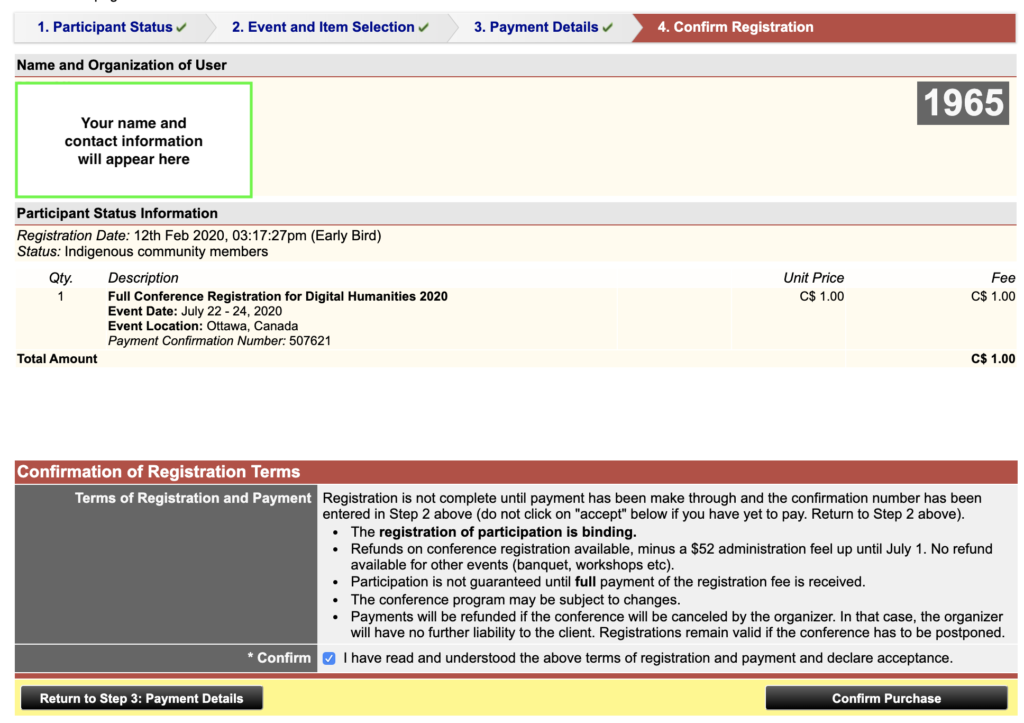 1. Participant Status ✓ 2. Event and Item Selection ✓ 3. Payment Details ✓ 4. Confirm Registration
Name and Organization of User
1965
Your name and
contact information
will appear here
Participant Status Information
Registration Date: 12th Feb 2020, 03:17:27pm (Early Bird)
Status: Indigenous community members
Qty. Description Unit Price Fee
1 Full Conference Registration for Digital Humanities 2020 C$ 1.00 C$ 1.00
Event Date: July 22 - 24, 2020
Event Location: Ottawa, Canada
Payment Confirmation Number: 507621
Total Amount C$ 1.00
Confirmation of Registration Terms
Terms of Registration and Payment Registration is not complete until payment has been make through and the confirmation number has been
entered in Step 2 above (do not click on "accept" below if you have yet to pay. Return to Step 2 above).
• The registration of participation is binding.
• Refunds on conference registration available, minus a $52 administration feel up until July 1. No refund
available for other events (banquet, workshops etc).
• Participation is not guaranteed until full payment of the registration fee is received.
• The conference program may be subject to changes.
• Payments will be refunded if the conference will be canceled by the organizer. In that case, the organizer
will have no further liability to the client. Registrations remain valid if the conference has to be postponed.
* Confirm I have read and understood the above terms of registration and payment and declare acceptance.
Return to Step 3: Payment Details Confirm Purchase